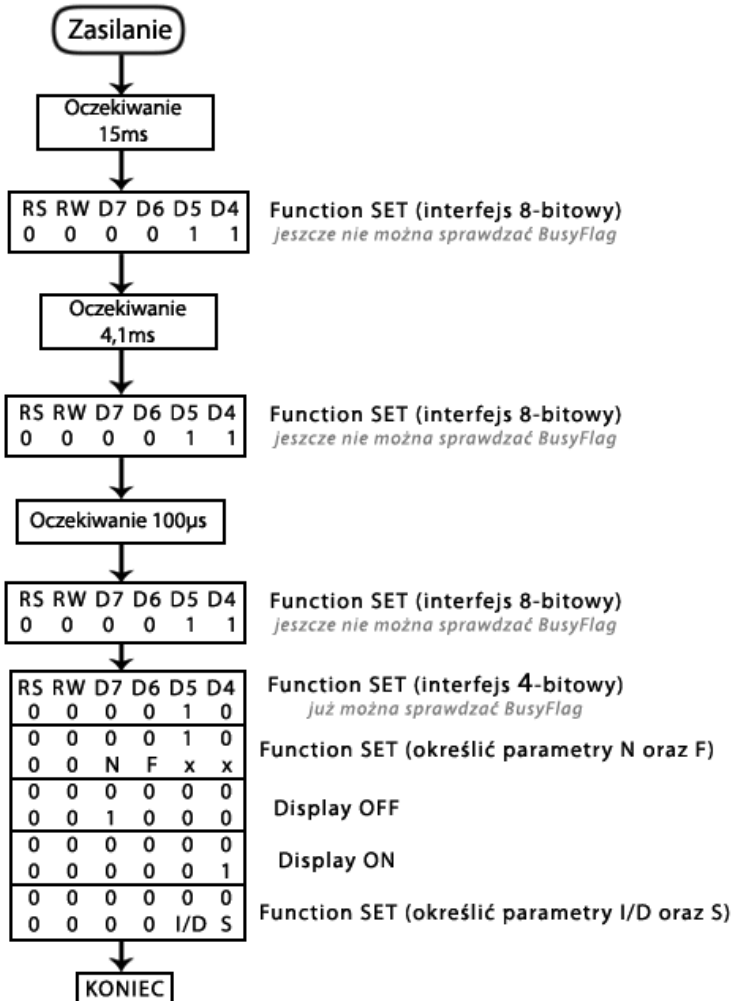 Zasilanie
Oczekiwanie
15ms
RS RW D7 D6 D5 D4
0 0 0 0 1 1
Function SET (interfejs 8-bitowy)
jeszcze nie można sprawdzać BusyFlag
Oczekiwanie
4,1ms
RS RW D7 D6 D5 D4
0 0 0 0 1 1
Function SET (interfejs 8-bitowy)
jeszcze nie można sprawdzać BusyFlag
Oczekiwanie 100µs
RS RW D7 D6 D5 D4
0 0 0 0 1 1
Function SET (interfejs 8-bitowy)
jeszcze nie można sprawdzać BusyFlag
RS RW D7 D6 D5 D4
0 0 0 0 1 0
Function SET (interfejs 4-bitowy)
już można sprawdzać BusyFlag
0 0 0 0 1 0
0 0 N F x x
Function SET (określić parametry N oraz F)
0 0 0 0 0 0
0 0 1 0 0 0
Display OFF
0 0 0 0 0 0
0 0 0 0 0 1
Display ON
0 0 0 0 0 0
0 0 0 0 I/D S
Function SET (określić parametry I/D oraz S)
KONIEC